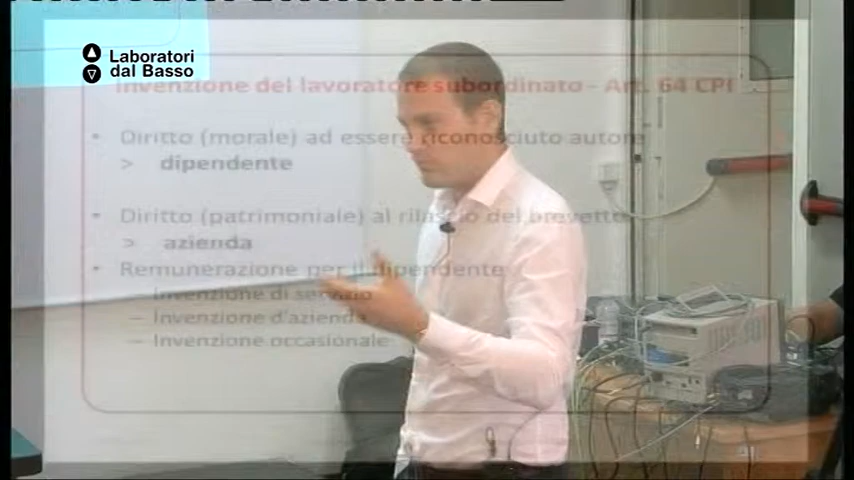 Laboratori
dal Basso
Invenzione del lavoratore subordinato - Art. 64 CPI
• Diritto (morale) ad essere riconosciuto autore
> dipendente
• Diritto (patrimoniale) al rilascio del brevetto
> azienda
• Remunerazione per il dipendente
– Invenzione di servizio
– Invenzione d'azienda
– Invenzione occasionale